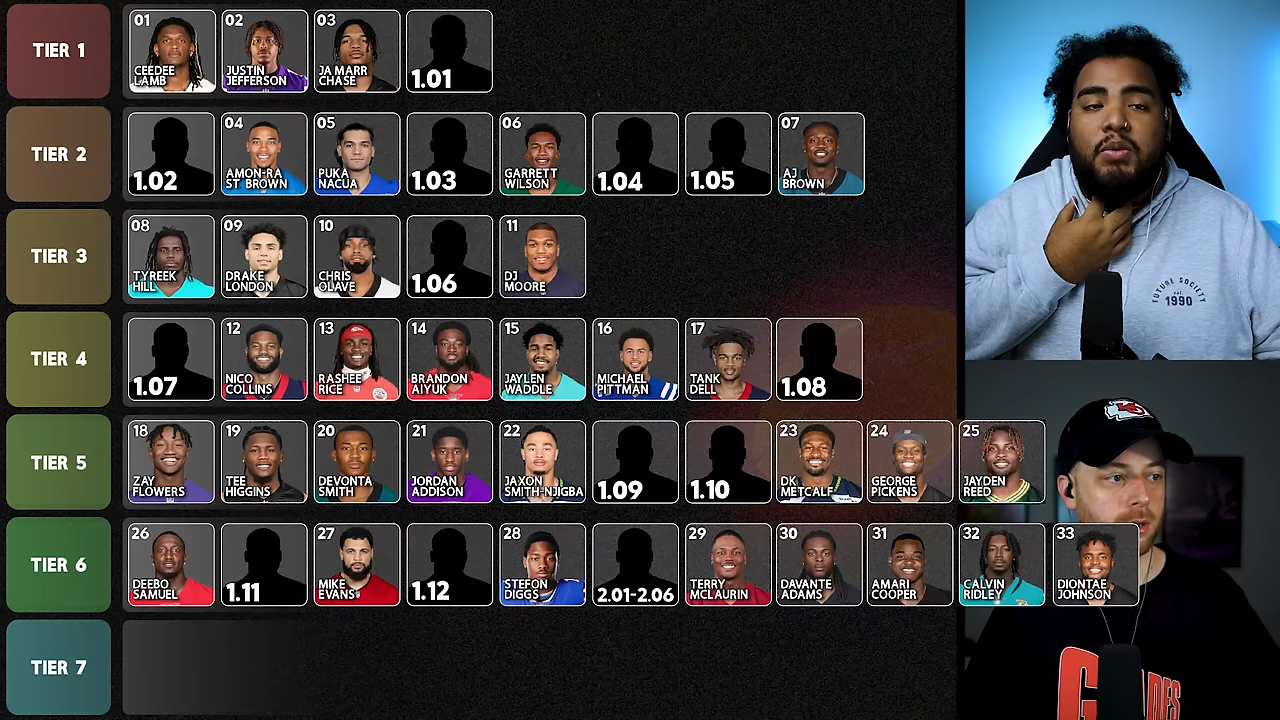 TIER 1
01
CEEDEE
LAMB
02
JUSTIN
JEFFERSON
03
JA MARR
CHASE
1.01
TIER 2
1.02
04
AMON-RA
ST BROWN
05
PUKA
NACUA
1.03
06
GARRETT
WILSON
1.04
1.05
07
AJ
BROWN
TIER 3
08
TYREEK
HILL
09
DRAKE
LONDON
10
CHRIS
OLAVE
1.06
11
DJ
MOORE
TIER 4
1.07
12
NICO
COLLINS
13
RASHEE
RICE
14
BRANDON
AIYUK
15
JAYLEN
WADDLE
16
MICHAEL
PITTMAN
17
TANK
DELL
1.08
TIER 5
18
ZAY
FLOWERS
19
TEE
HIGGINS
20
DEVONTA
SMITH
21
JORDAN
ADDISON
22
JAXON
SMITH-NJIGBA
1.09
1.10
23
DK
METCALF
24
GEORGE
PICKENS
25
JAYDEN
REED
TIER 6
26
DEEBO
SAMUEL
1.11
27
MIKE
EVANS
1.12
28
STEFON
DIGGS
2.01-2.06
29
TERRY
MCLAURIN
30
DAVANTE
ADAMS
31
AMARI
COOPER
32
CALVIN
RIDLEY
33
DIONTAE
JOHNSON
TIER 7
FUTURE SOCIETY
est.
1990
KC